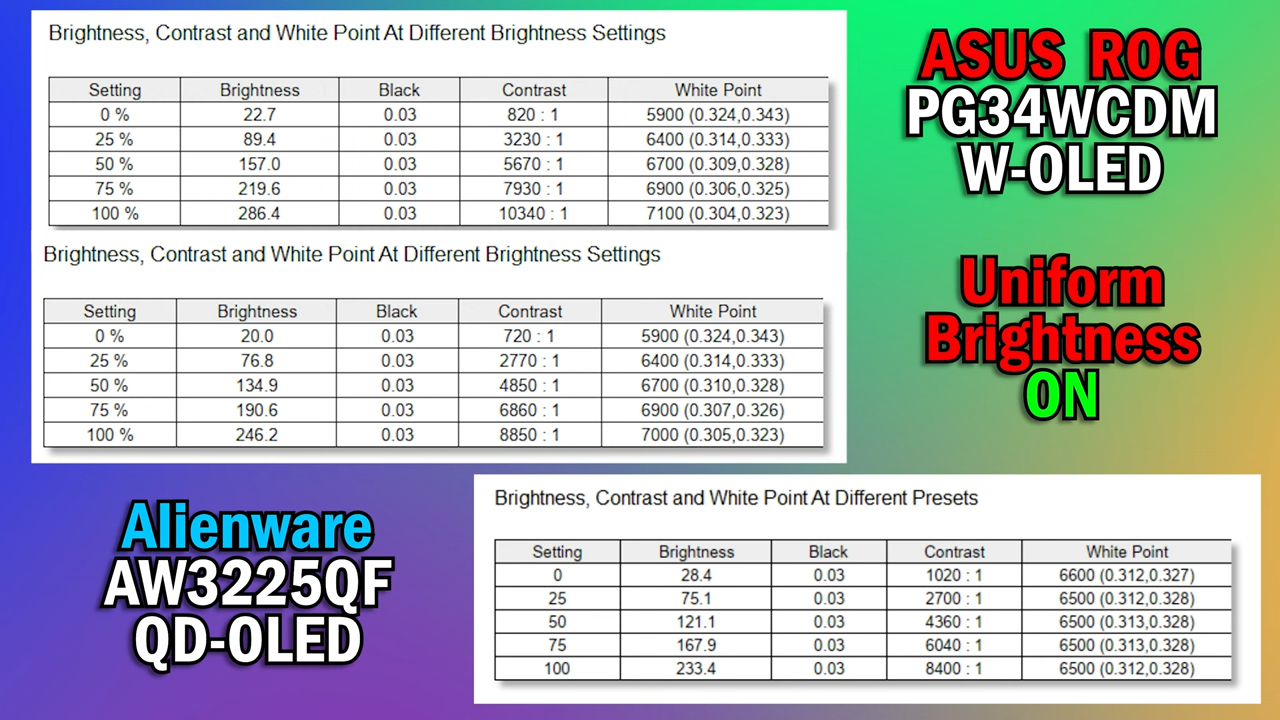 Brightness, Contrast and White Point At Different Brightness Settings
Setting Brightness Black Contrast White Point
0 % 22.7 0.03 820 : 1 5900 (0.324,0.343)
25 % 89.4 0.03 3230 : 1 6400 (0.314,0.333)
50 % 157.0 0.03 5670 : 1 6700 (0.309,0.328)
75 % 219.6 0.03 7930 : 1 6900 (0.306,0.325)
100 % 286.4 0.03 10340 : 1 7100 (0.304,0.323)
ASUS ROG
PG34WCDM
W-OLED
Brightness, Contrast and White Point At Different Brightness Settings
Setting Brightness Black Contrast White Point
0 % 20.0 0.03 720 : 1 5900 (0.324,0.343)
25 % 76.8 0.03 2770 : 1 6400 (0.314,0.333)
50 % 134.9 0.03 4850 : 1 6700 (0.310,0.328)
75 % 190.6 0.03 6860 : 1 6900 (0.307,0.326)
100 % 246.2 0.03 8850 : 1 7000 (0.305,0.323)
Uniform
Brightness
ON
Alienware
AW3225QF
QD-OLED
Brightness, Contrast and White Point At Different Presets
Setting Brightness Black Contrast White Point
0 28.4 0.03 1020 : 1 6600 (0.312,0.327)
25 75.1 0.03 2700 : 1 6500 (0.312,0.328)
50 121.1 0.03 4360 : 1 6500 (0.313,0.328)
75 167.9 0.03 6040 : 1 6500 (0.313,0.328)
100 233.4 0.03 8400 : 1 6500 (0.312,0.328)